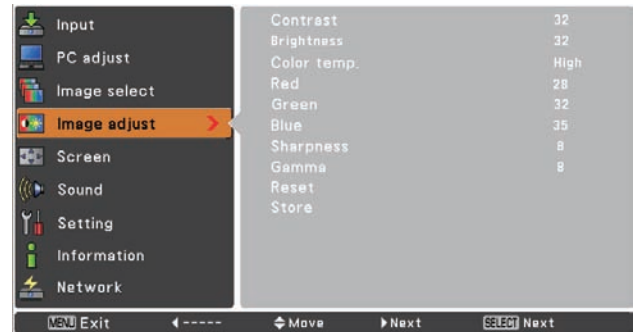 Input
PC adjust
Image select
Image adjust
Screen
Sound
Setting
Information
Network
Contrast 32
Brightness 32
Color temp. High
Red 28
Green 32
Blue 35
Sharpness 8
Gamma 8
Reset
Store
MENU Exit ◀ ----- Move ▶ Next SELECT Next